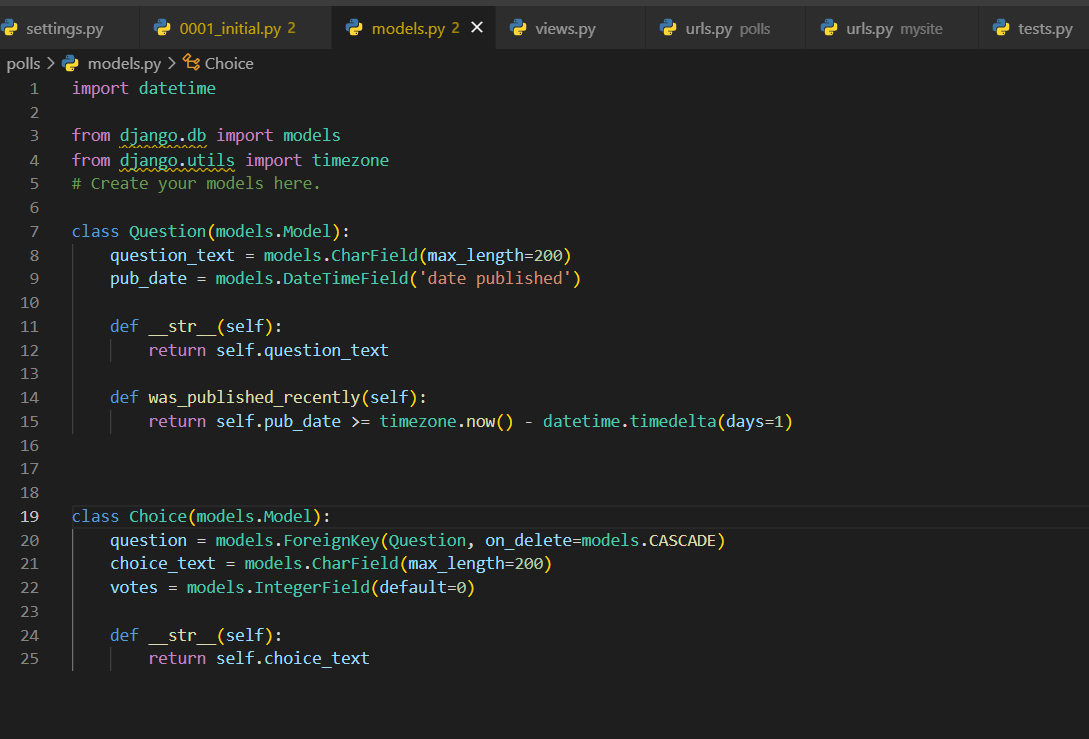 settings.py 0001_initial.py 2 models.py 2 views.py urls.py polls urls.py mysite tests.py
polls > models.py > Choice
1 import datetime
2
3 from django.db import models
4 from django.utils import timezone
5 # Create your models here.
6
7 class Question(models.Model):
8     question_text = models.CharField(max_length=200)
9     pub_date = models.DateTimeField('date published')
10
11     def __str__(self):
12         return self.question_text
13
14     def was_published_recently(self):
15         return self.pub_date >= timezone.now() - datetime.timedelta(days=1)
16
17
18
19 class Choice(models.Model):
20     question = models.ForeignKey(Question, on_delete=models.CASCADE)
21     choice_text = models.CharField(max_length=200)
22     votes = models.IntegerField(default=0)
23
24     def __str__(self):
25         return self.choice_text